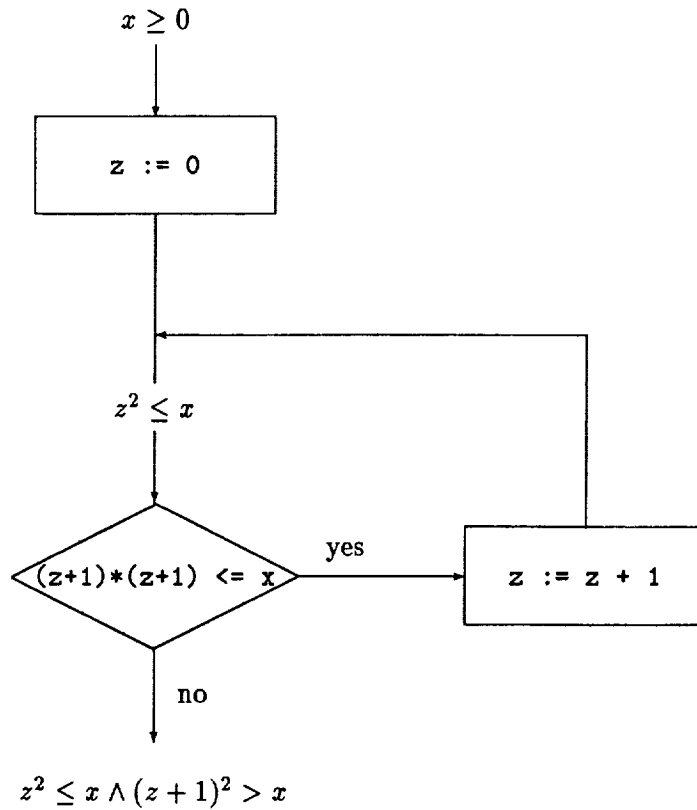 x ≥ 0
z := 0
z² ≤ x
(z+1)*(z+1) <= x
yes
z := z + 1
no
z² ≤ x ∧ (z + 1)² > x